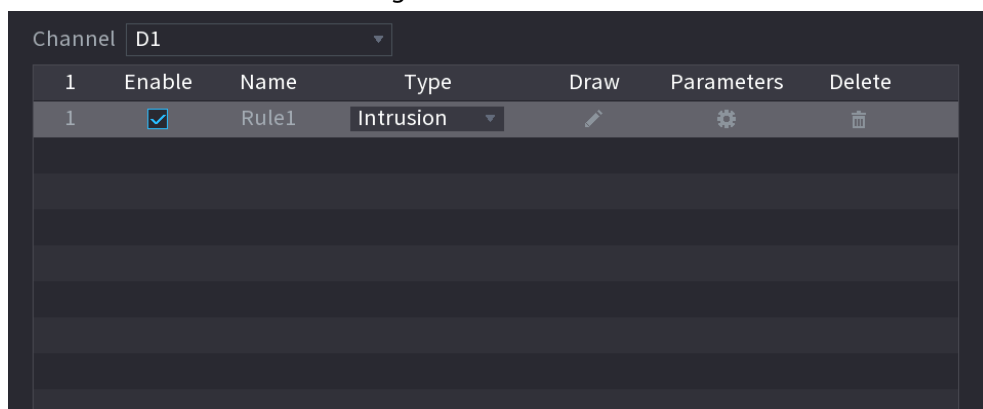 Channel D1
1 Enable Name Type Draw Parameters Delete
1 Rule1 Intrusion